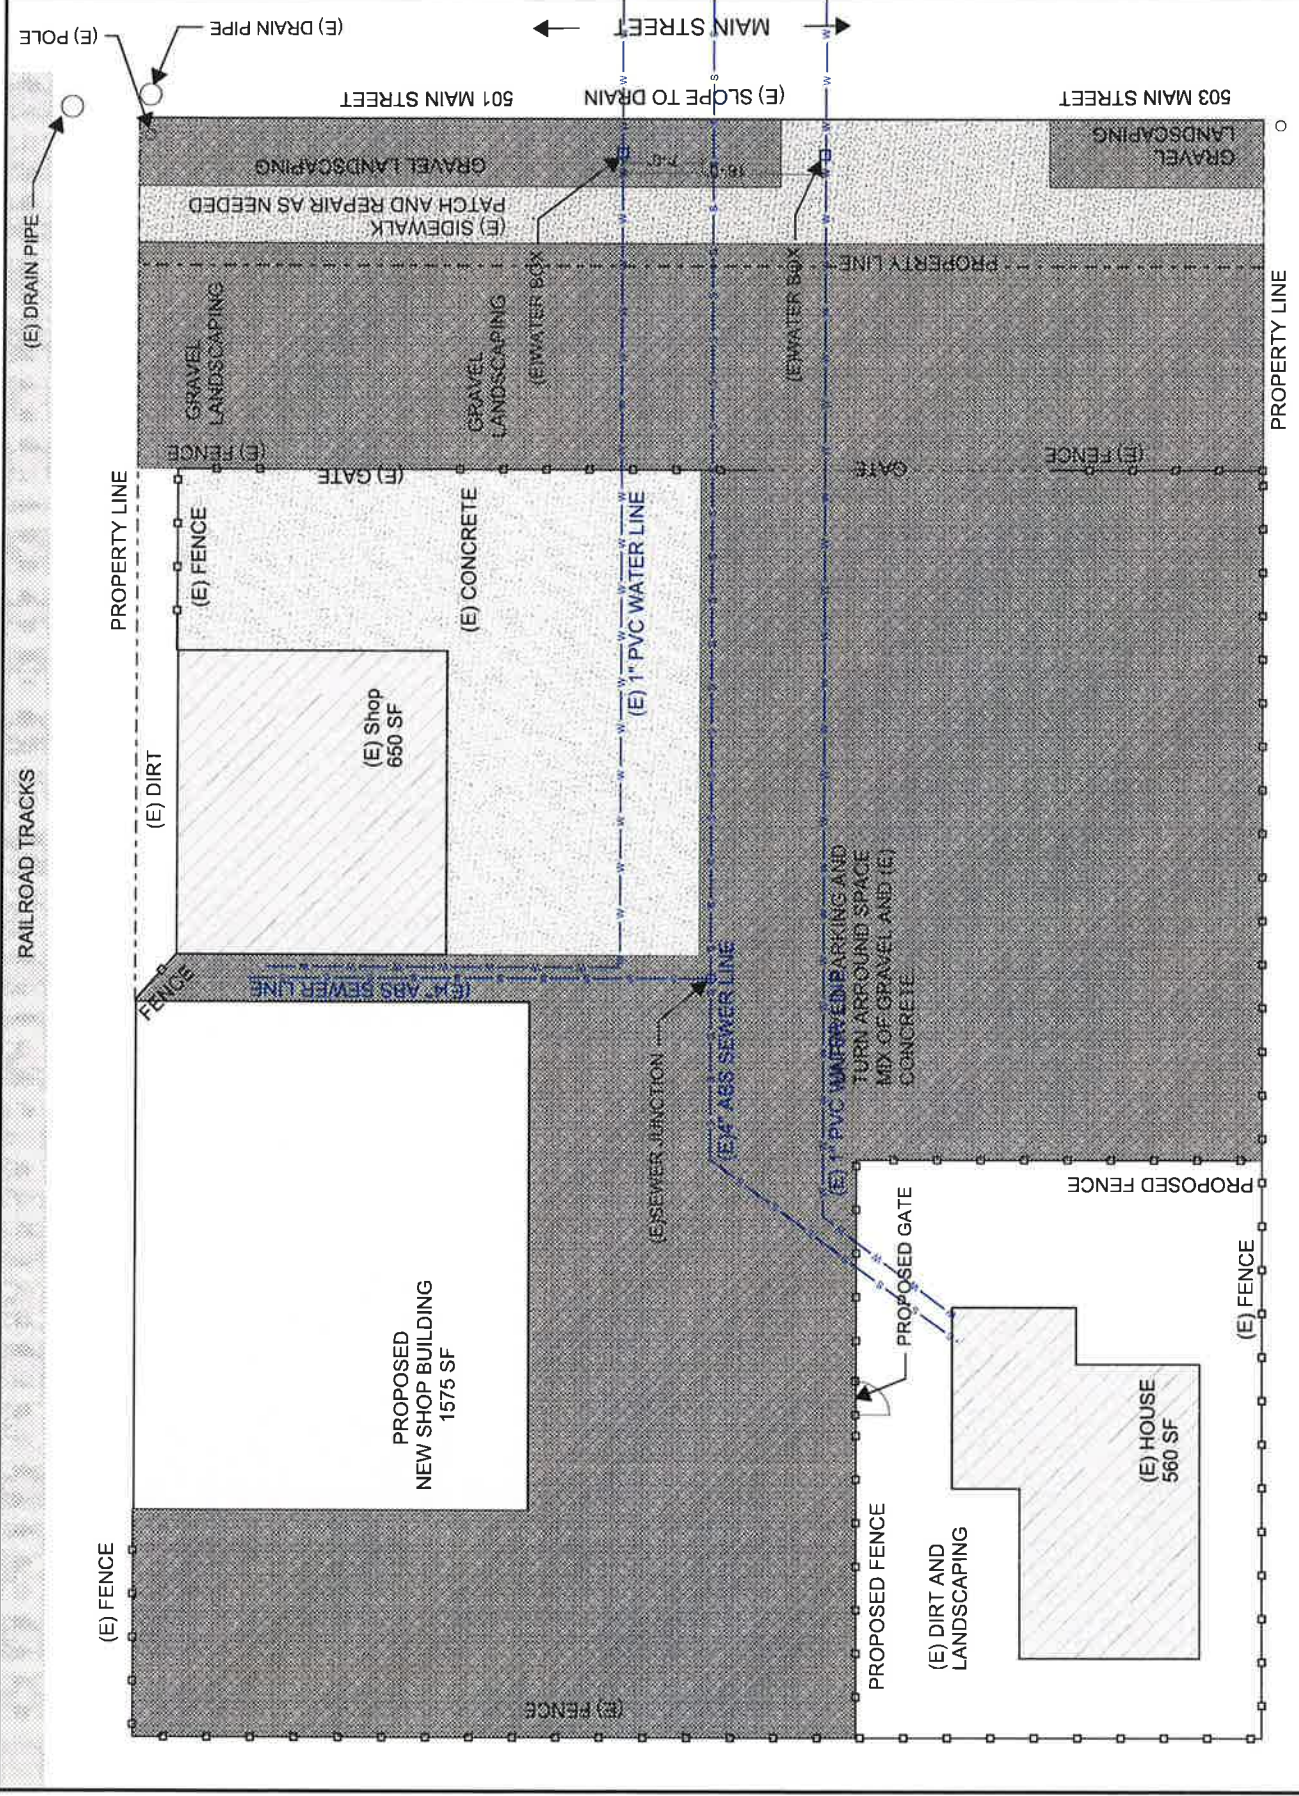 RAILROAD TRACKS
(E) DRAIN PIPE
(E) POLE
(E) DRAIN PIPE
MAIN STREET
501 MAIN STREET
(E) SLOPE TO DRAIN
503 MAIN STREET
GRAVEL LANDSCAPING
(E) SIDEWALK
PATCH AND REPAIR AS NEEDED
7'-0"
GRAVEL
LANDSCAPING
PROPERTY LINE
PROPERTY LINE
PROPERTY LINE
GRAVEL
LANDSCAPING
GRAVEL
LANDSCAPING
(E)WATER BOX
(E)WATER BOX
(E) FENCE
(E) GATE
GATE
(E) FENCE
(E) FENCE
(E) CONCRETE
(E) 1" PVC WATER LINE
(E) DIRT
(E) Shop
650 SF
FENCE
(E)4" ABS SEWER LINE
(E)SEWER JUNCTION
(E)4" ABS SEWER LINE
(E) 1" PVC
PARKING AND
TURN ARROUND SPACE
MIX OF GRAVEL AND (E)
CONCRETE
PROPOSED
NEW SHOP BUILDING
1575 SF
PROPOSED GATE
PROPOSED FENCE
(E) FENCE
(E) HOUSE
560 SF
PROPOSED FENCE
(E) DIRT AND
LANDSCAPING
(E) FENCE
(E) FENCE